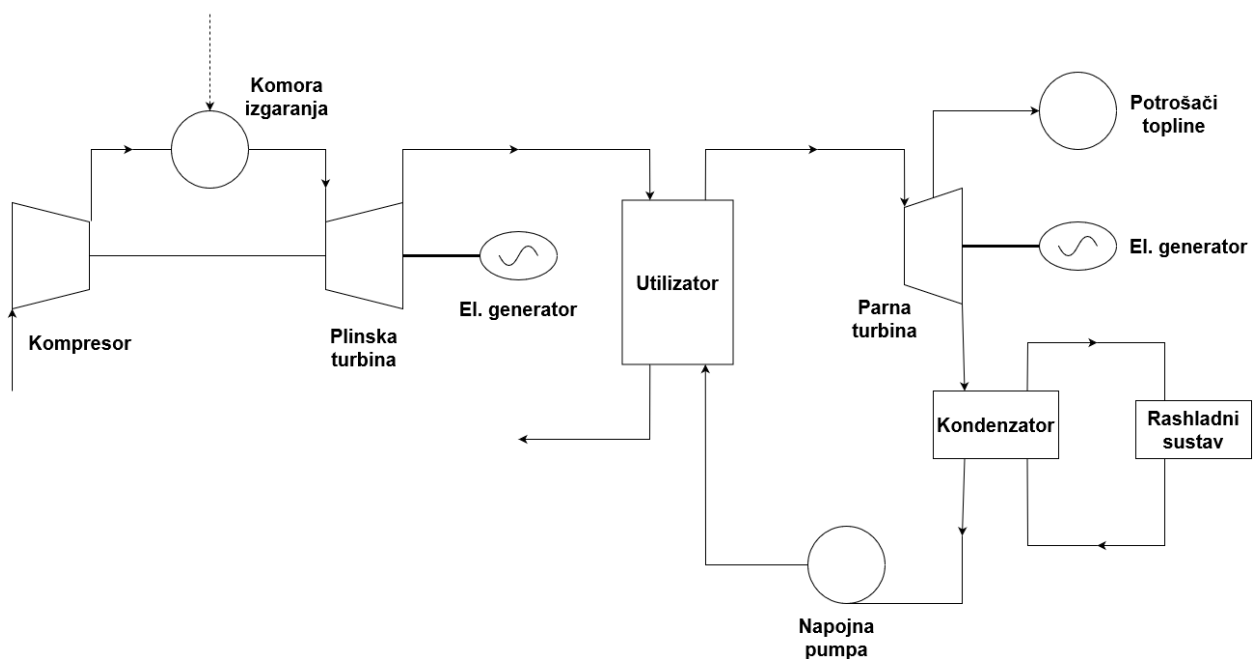 Komora
izgaranja
Potrošači
topline
El. generator
Utilizator
El. generator
Kompresor
Plinska
turbina
Parna
turbina
Kondenzator
Rashladni
sustav
Napojna
pumpa